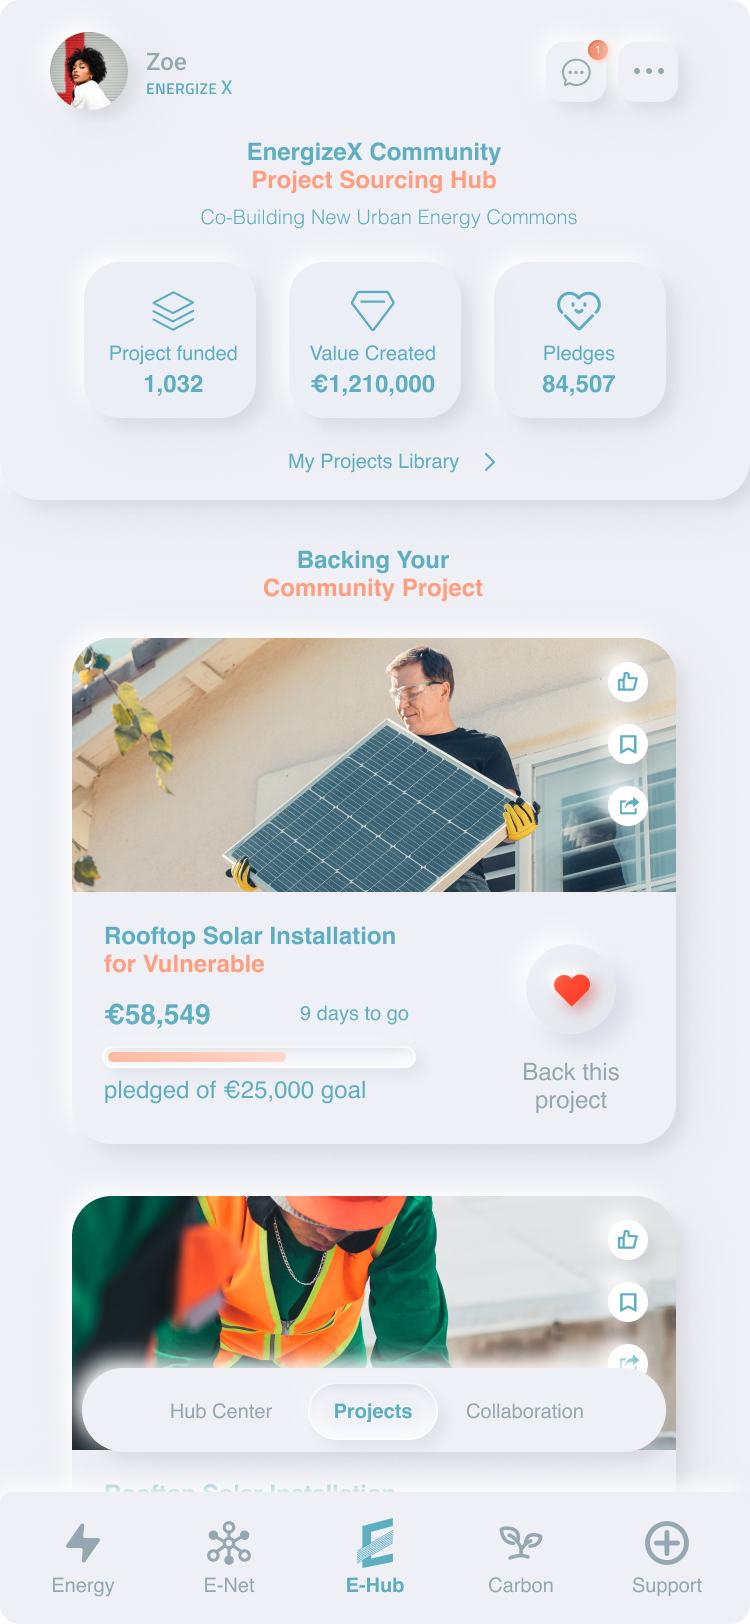 Zoe
ENERGIZE X
1
EnergizeX Community
Project Sourcing Hub
Co-Building New Urban Energy Commons
Project funded
1,032
Value Created
€1,210,000
Pledges
84,507
My Projects Library
Backing Your
Community Project
Rooftop Solar Installation
for Vulnerable
€58,549
9 days to go
pledged of €25,000 goal
Back this
project
Hub Center
Projects
Collaboration
Rooftop Solar Installation
Energy
E-Net
E-Hub
Carbon
Support